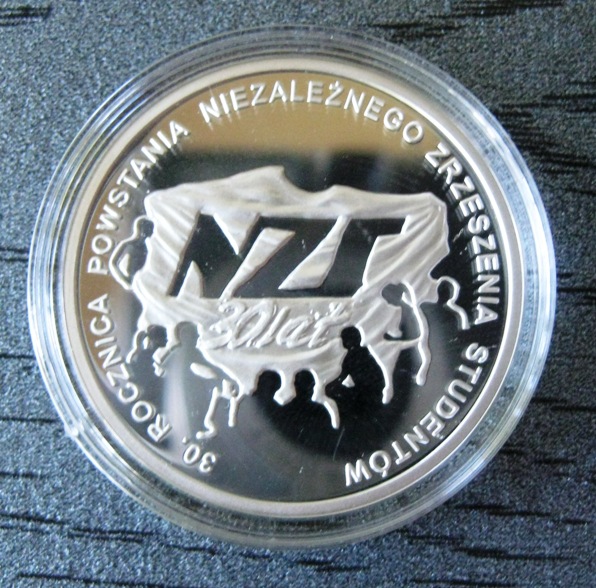 30. ROCZNICA POWSTANIA NIEZALEŻNEGO ZRZESZENIA STUDENTÓW
NZS
30 lat